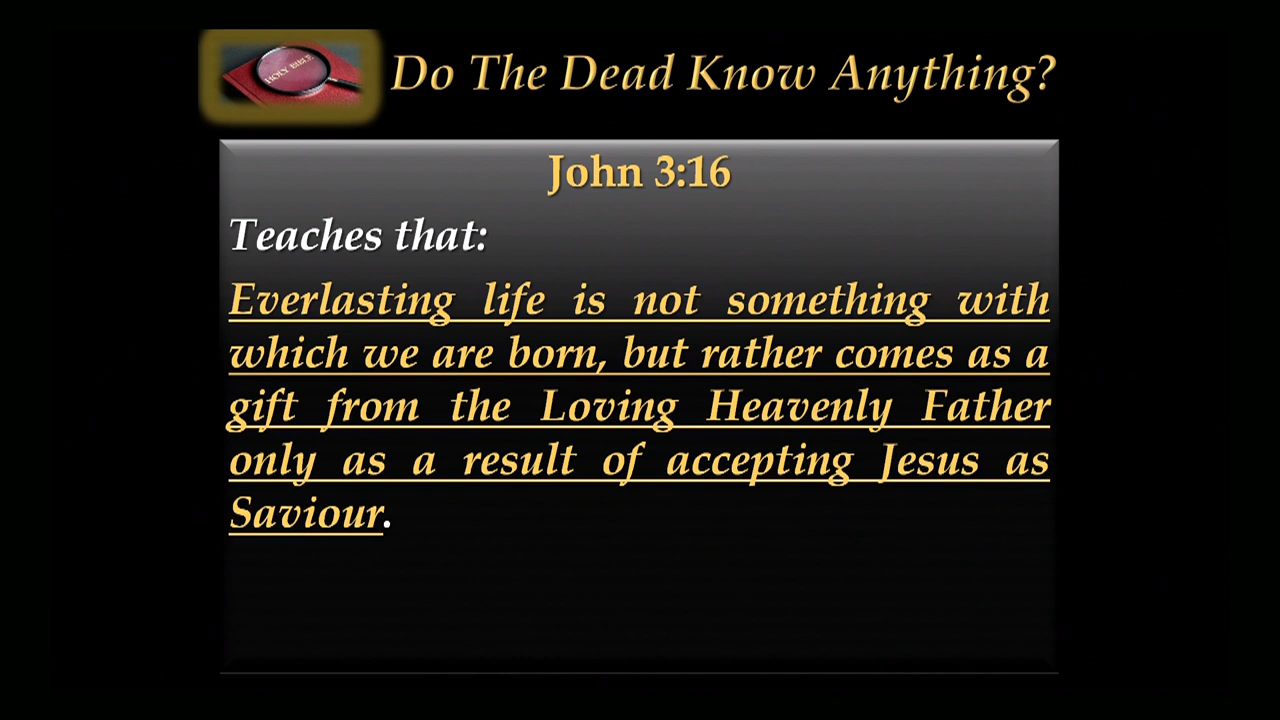 HOLY BIBLE
Do The Dead Know Anything?
John 3:16
Teaches that:
Everlasting life is not something with
which we are born, but rather comes as a
gift from the Loving Heavenly Father
only as a result of accepting Jesus as
Saviour.